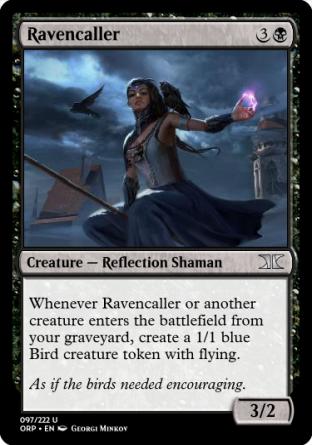 Ravencaller 3
Creature — Reflection Shaman
Whenever Ravencaller or another
creature enters the battlefield from
your graveyard, create a 1/1 blue
Bird creature token with flying.
As if the birds needed encouraging.
3/2
097/222 U
ORP • EN Georgi Minkov